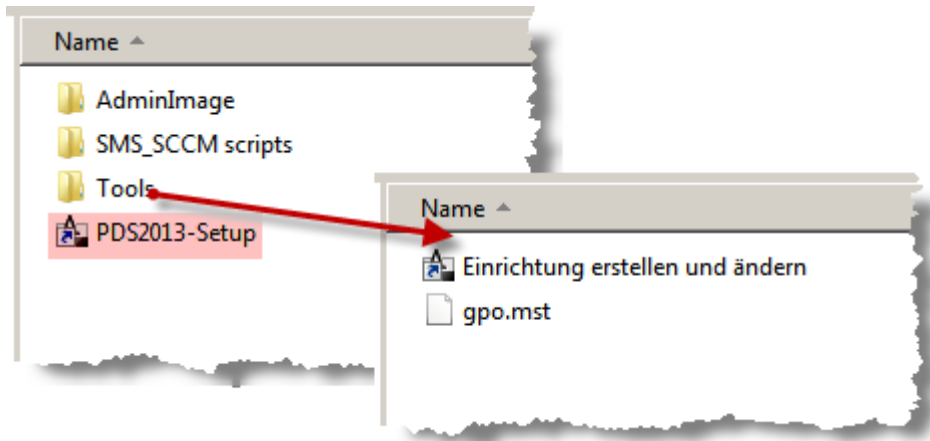 Name
AdminImage
SMS_SCCM scripts
Tools
PDS2013-Setup
Name
Einrichtung erstellen und ändern
gpo.mst